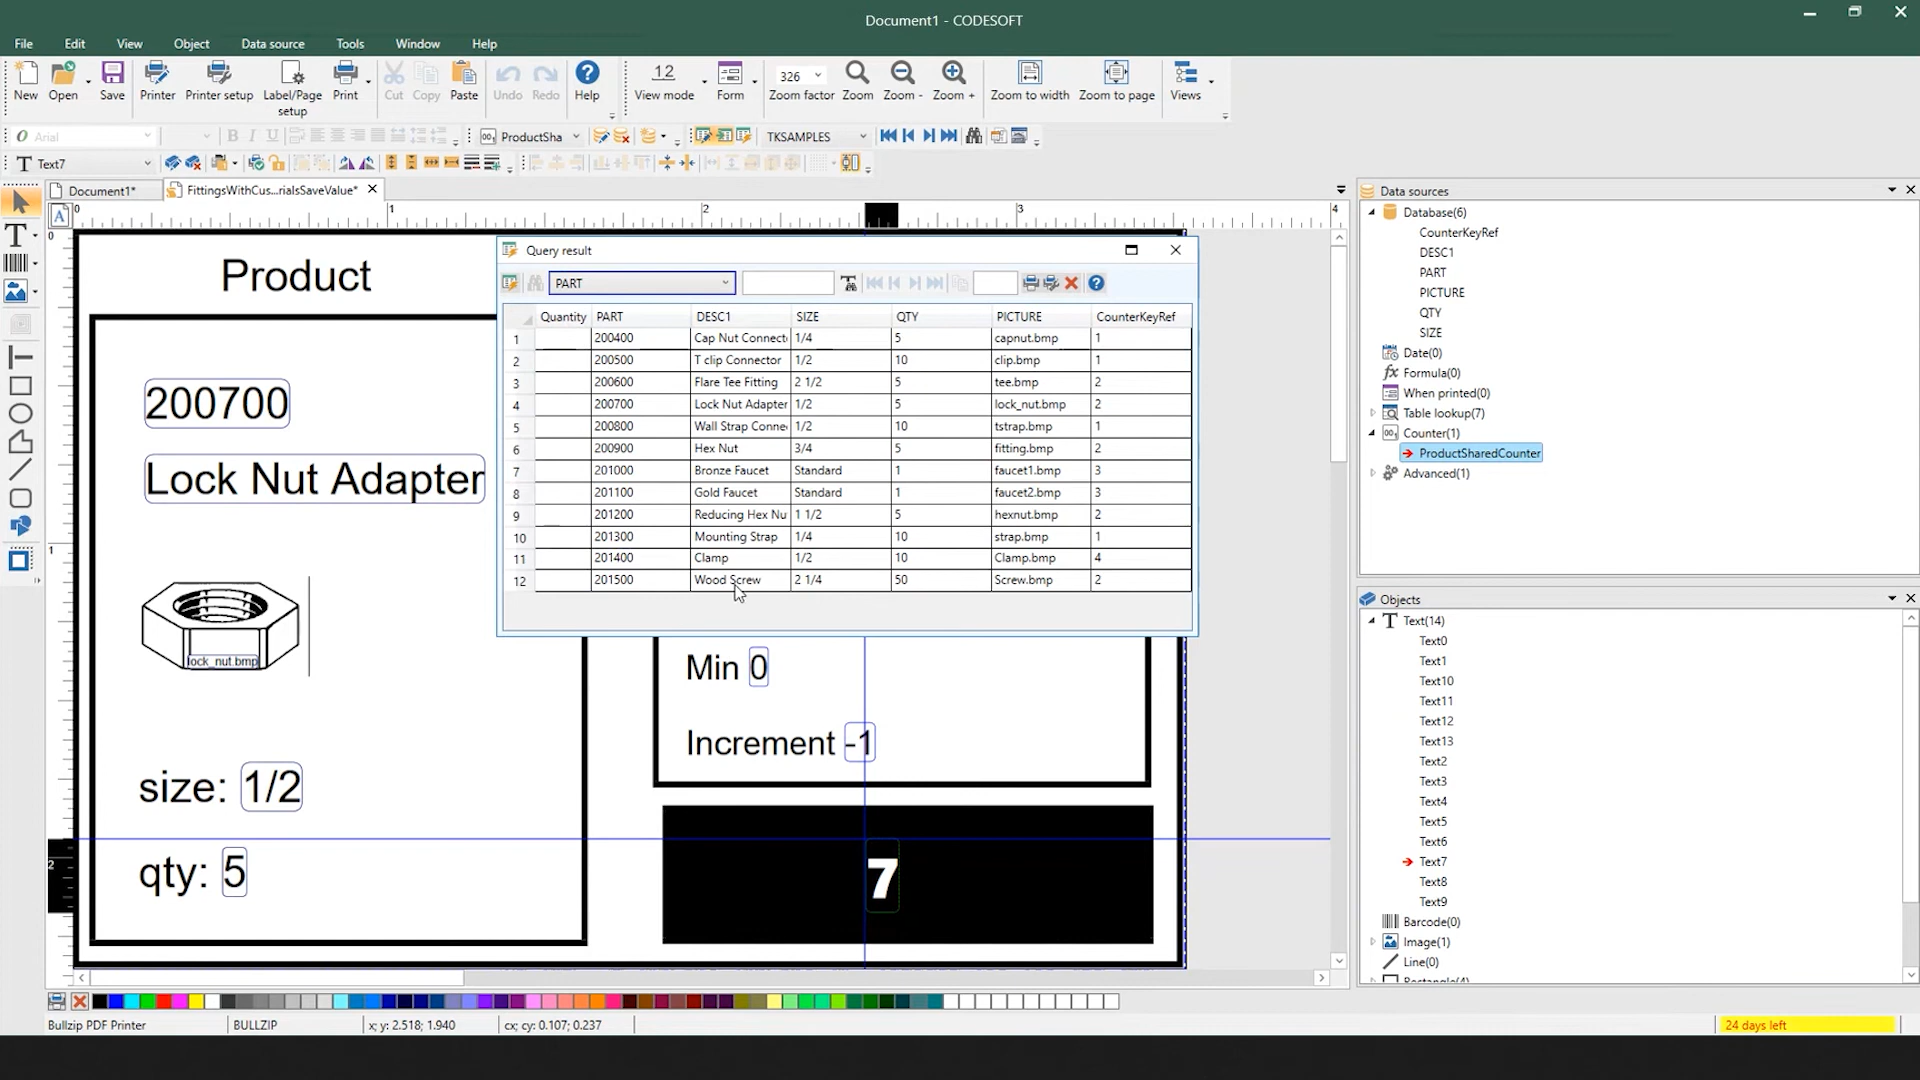 Document1 - CODESOFT
File Edit View Object Data source Tools Window Help
New Open Save Printer Printer setup Label/Page setup Print Cut Copy Paste Undo Redo Help 12 View mode Form 326 Zoom factor Zoom Zoom - Zoom + Zoom to width Zoom to page Views
Arial B I U ProductSha TKSAMPLES
Text7
Document1* FittingsWithCus...rialsSaveValue*
0 1 2 3 4
Product
200700
Lock Nut Adapter
lock_nut.bmp
size: 1/2
qty: 5
Query result
PART
Quantity PART DESC1 SIZE QTY PICTURE CounterKeyRef
1 200400 Cap Nut Connect 1/4 5 capnut.bmp 1
2 200500 T clip Connector 1/2 10 clip.bmp 1
3 200600 Flare Tee Fitting 2 1/2 5 tee.bmp 2
4 200700 Lock Nut Adapter 1/2 5 lock_nut.bmp 2
5 200800 Wall Strap Conne 1/2 10 tstrap.bmp 1
6 200900 Hex Nut 3/4 5 fitting.bmp 2
7 201000 Bronze Faucet Standard 1 faucet1.bmp 3
8 201100 Gold Faucet Standard 1 faucet2.bmp 3
9 201200 Reducing Hex Nu 1 1/2 5 hexnut.bmp 2
10 201300 Mounting Strap 1/4 10 strap.bmp 1
11 201400 Clamp 1/2 10 Clamp.bmp 4
12 201500 Wood Screw 2 1/4 50 Screw.bmp 2
Min 0
Increment -1
7
Data sources
Database(6)
CounterKeyRef
DESC1
PART
PICTURE
QTY
SIZE
Date(0)
Formula(0)
When printed(0)
Table lookup(7)
Counter(1)
ProductSharedCounter
Advanced(1)
Objects
Text(14)
Text0
Text1
Text10
Text11
Text12
Text13
Text2
Text3
Text4
Text5
Text6
Text7
Text8
Text9
Barcode(0)
Image(1)
Line(0)
Bullzip PDF Printer BULLZIP x; y: 2.518; 1.940 cx; cy: 0.107; 0.237 24 days left